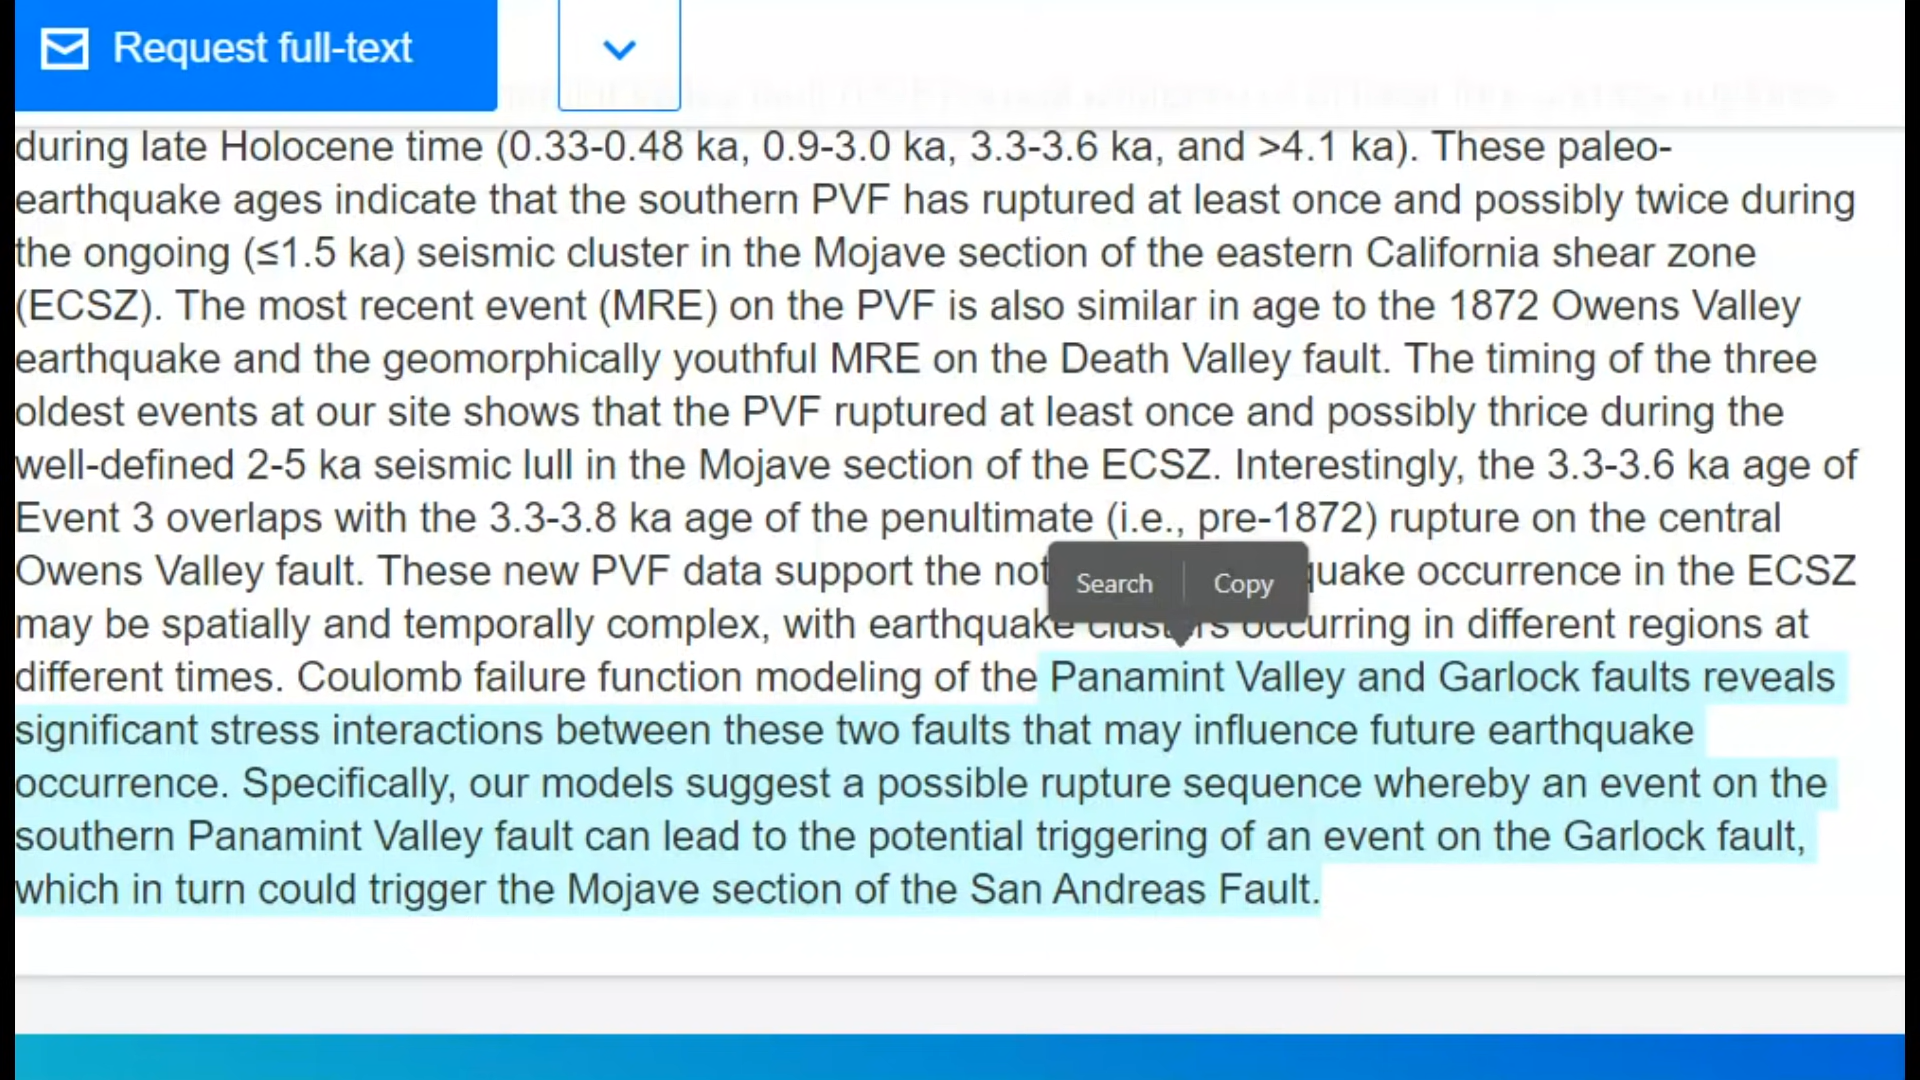 Request full-text
during late Holocene time (0.33-0.48 ka, 0.9-3.0 ka, 3.3-3.6 ka, and >4.1 ka). These paleo-
earthquake ages indicate that the southern PVF has ruptured at least once and possibly twice during
the ongoing (≤1.5 ka) seismic cluster in the Mojave section of the eastern California shear zone
(ECSZ). The most recent event (MRE) on the PVF is also similar in age to the 1872 Owens Valley
earthquake and the geomorphically youthful MRE on the Death Valley fault. The timing of the three
oldest events at our site shows that the PVF ruptured at least once and possibly thrice during the
well-defined 2-5 ka seismic lull in the Mojave section of the ECSZ. Interestingly, the 3.3-3.6 ka age of
Event 3 overlaps with the 3.3-3.8 ka age of the penultimate (i.e., pre-1872) rupture on the central
Owens Valley fault. These new PVF data support the not quake occurrence in the ECSZ
Search Copy
may be spatially and temporally complex, with earthquake clusters occurring in different regions at
different times. Coulomb failure function modeling of the Panamint Valley and Garlock faults reveals
significant stress interactions between these two faults that may influence future earthquake
occurrence. Specifically, our models suggest a possible rupture sequence whereby an event on the
southern Panamint Valley fault can lead to the potential triggering of an event on the Garlock fault,
which in turn could trigger the Mojave section of the San Andreas Fault.